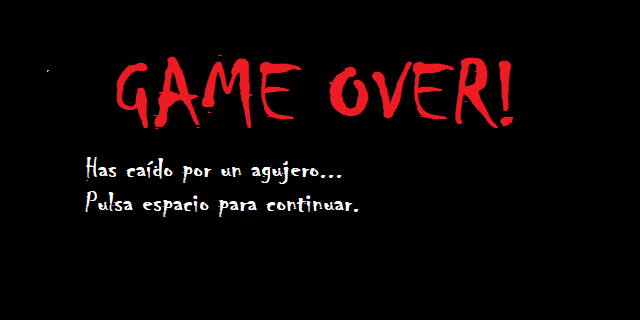 GAME OVER!
Has caído por un agujero...
Pulsa espacio para continuar.